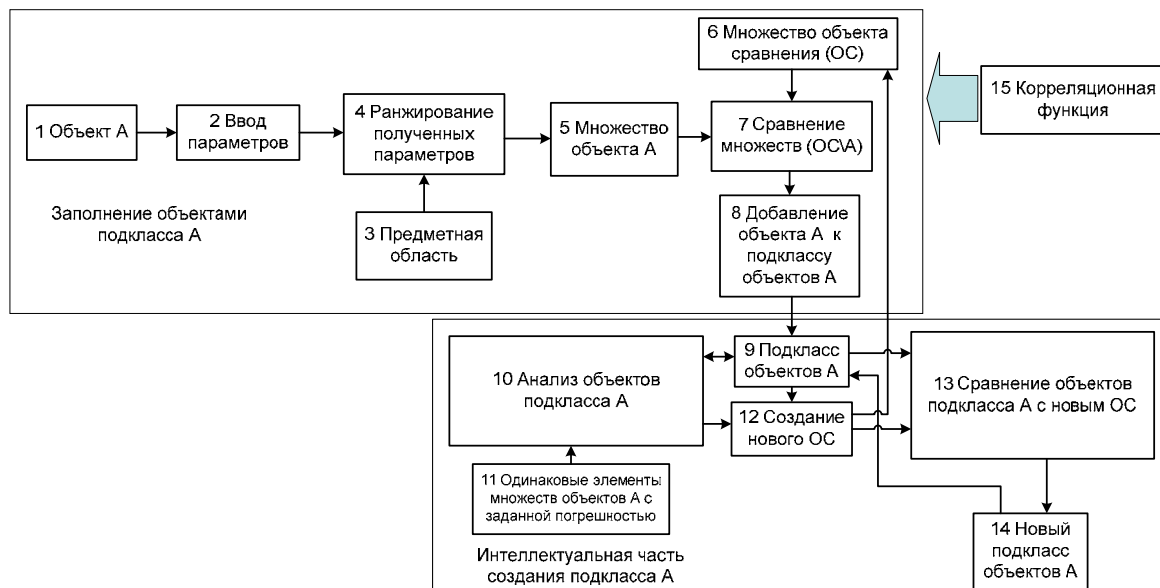 6 Множество объекта
сравнения (ОС)
15 Корреляционная
функция
1 Объект А
2 Ввод
параметров
4 Ранжирование
полученных
параметров
5 Множество
объекта А
7 Сравнение
множеств (ОС\А)
Заполнение объектами
подкласса А
3 Предметная
область
8 Добавление
объекта А к
подклассу
объектов А
9 Подкласс
объектов А
10 Анализ объектов
подкласса А
13 Сравнение объектов
подкласса А с новым ОС
12 Создание
нового ОС
11 Одинаковые элементы
множеств объектов А с
заданной погрешностью
14 Новый
подкласс
объектов А
Интеллектуальная часть
создания подкласса А